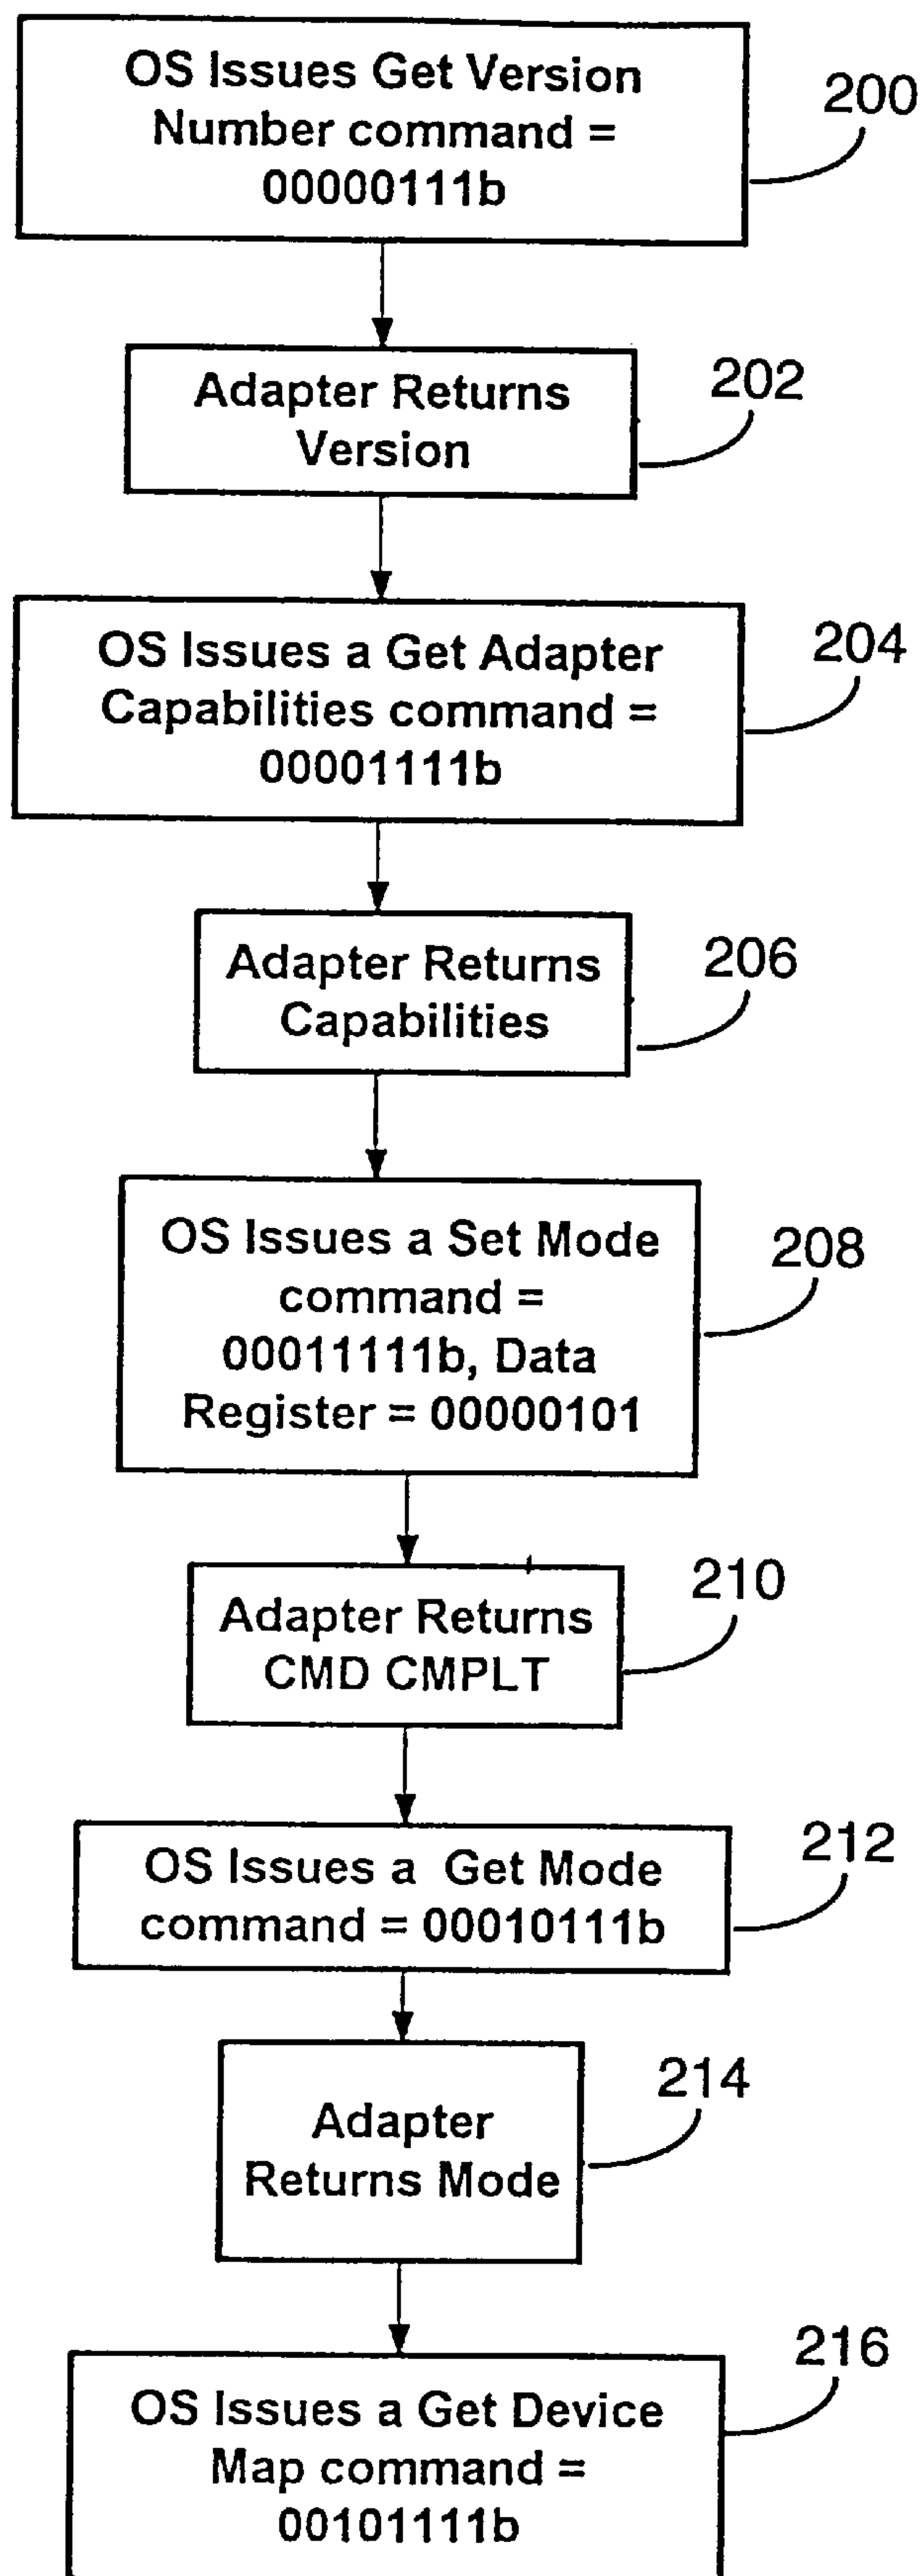 OS Issues Get Version
Number command =
00000111b
200
Adapter Returns
Version
202
OS Issues a Get Adapter
Capabilities command =
00001111b
204
Adapter Returns
Capabilities
206
OS Issues a Set Mode
command =
00011111b, Data
Register = 00000101
208
Adapter Returns
CMD CMPLT
210
OS Issues a Get Mode
command = 00010111b
212
Adapter
Returns Mode
214
OS Issues a Get Device
Map command =
00101111b
216